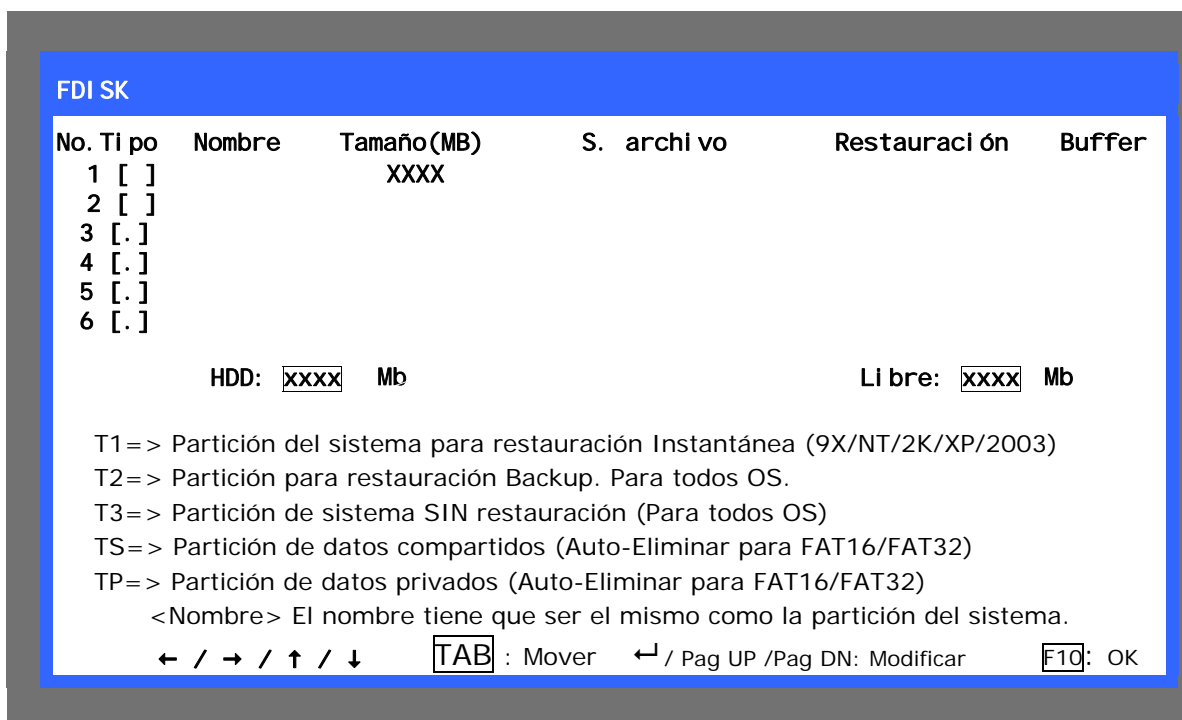 FDISK
No. Tipo Nombre Tamaño(MB) S. archivo Restauración Buffer
1 [ ] XXXX
2 [ ]
3 [.]
4 [.]
5 [.]
6 [.]
HDD: xxxx Mb Libre: xxxx Mb
T1=> Partición del sistema para restauración Instantánea (9X/NT/2K/XP/2003)
T2=> Partición para restauración Backup. Para todos OS.
T3=> Partición de sistema SIN restauración (Para todos OS)
TS=> Partición de datos compartidos (Auto-Eliminar para FAT16/FAT32)
TP=> Partición de datos privados (Auto-Eliminar para FAT16/FAT32)
<Nombre> El nombre tiene que ser el mismo como la partición del sistema.
← / → / ↑ / ↓ TAB : Mover ↵ / Pag UP /Pag DN: Modificar F10: OK